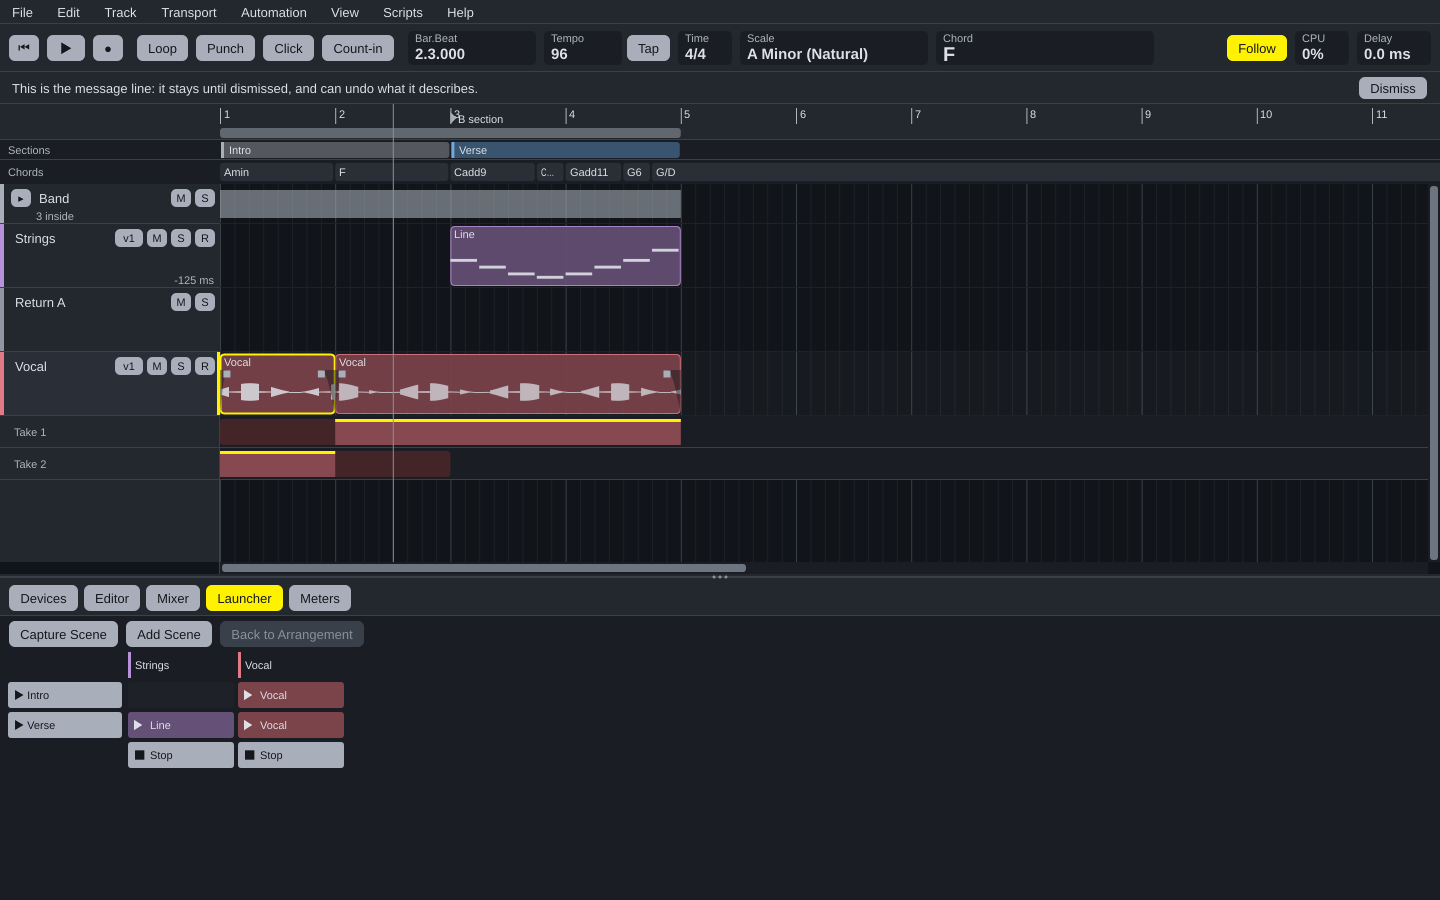 File Edit Track Transport Automation View Scripts Help
Loop Punch Click Count-in Bar.Beat 2.3.000 Tempo 96 Tap Time 4/4 Scale A Minor (Natural) Chord F Follow CPU 0% Delay 0.0 ms
This is the message line: it stays until dismissed, and can undo what it describes. Dismiss
1 2 3 4 5 6 7 8 9 10 11
B section
Sections Intro Verse
Chords Amin F Cadd9 C... Gadd11 G6 G/D
Band M S
3 inside
Strings v1 M S R Line
-125 ms
Return A M S
Vocal v1 M S R Vocal Vocal
Take 1
Take 2
Devices Editor Mixer Launcher Meters
Capture Scene Add Scene Back to Arrangement
Strings Vocal
Intro Vocal
Verse Line Vocal
Stop Stop